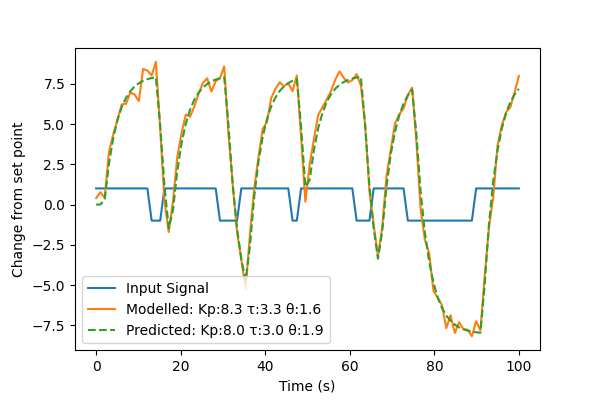 Change from set point
7.5
5.0
2.5
0.0
−2.5
−5.0
−7.5
Input Signal
Modelled: Kp:8.3 τ:3.3 θ:1.6
Predicted: Kp:8.0 τ:3.0 θ:1.9
0
20
40
60
80
100
Time (s)